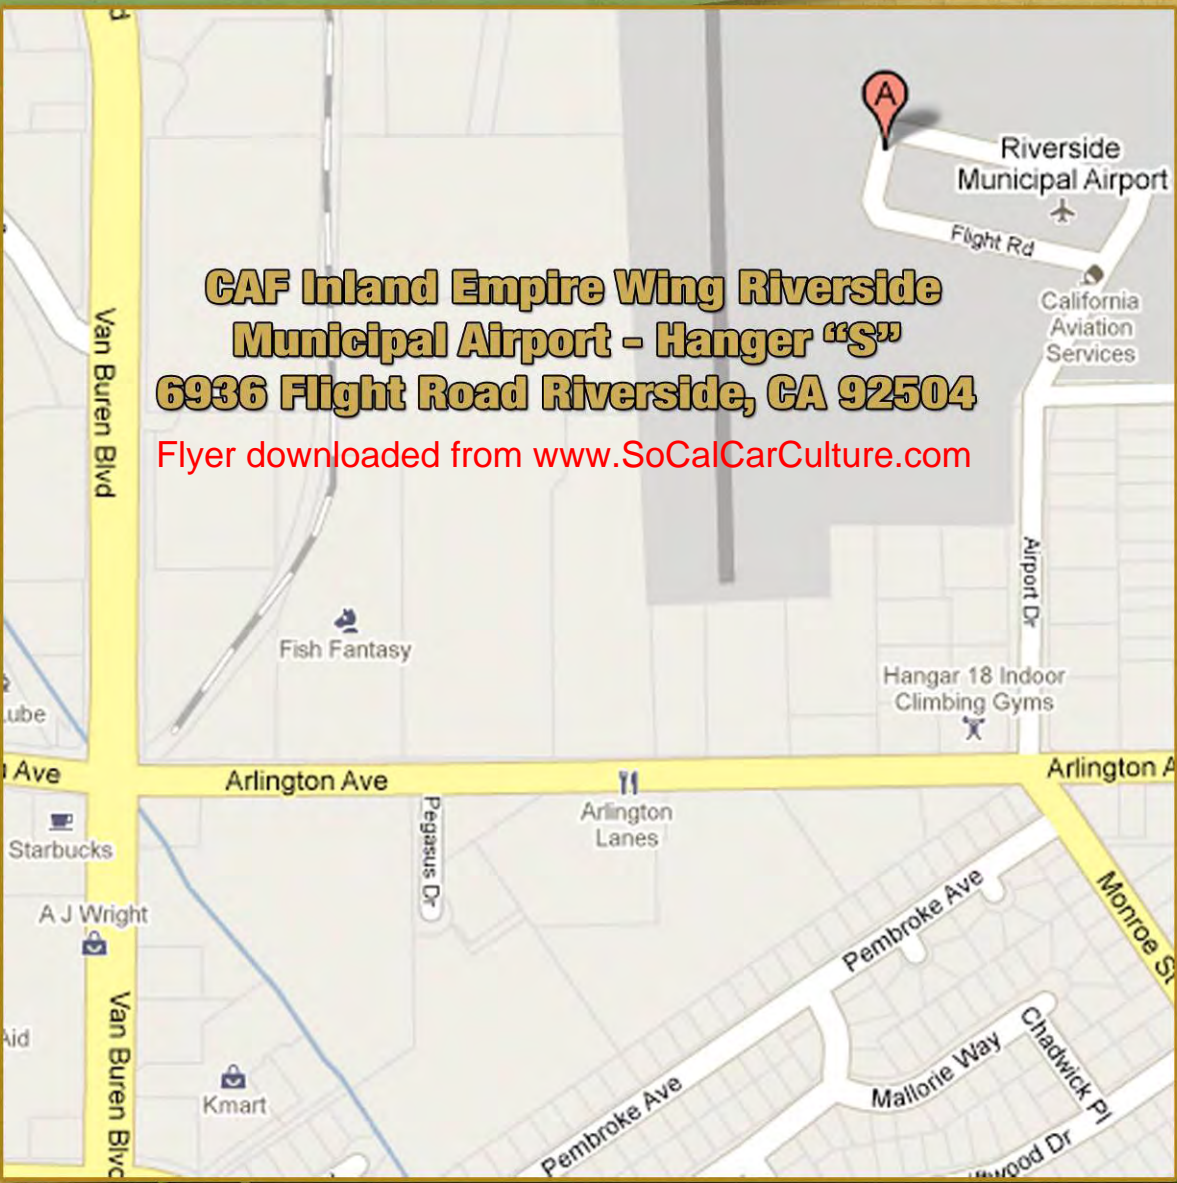 A
Riverside
Municipal Airport
Flight Rd
CAF Inland Empire Wing Riverside
Municipal Airport - Hanger “S”
6936 Flight Road Riverside, CA 92504
Flyer downloaded from www.SoCalCarCulture.com
California
Aviation
Services
Van Buren Blvd
Airport Dr
Fish Fantasy
Hangar 18 Indoor
Climbing Gyms
Ave
Arlington Ave
Arlington A
Arlington
Lanes
Pegasus Dr
Starbucks
A J Wright
Pembroke Ave
Monroe St
Van Buren Blvd
Kmart
Mallorie Way
Chadwick Pl
Pembroke Ave
wood Dr